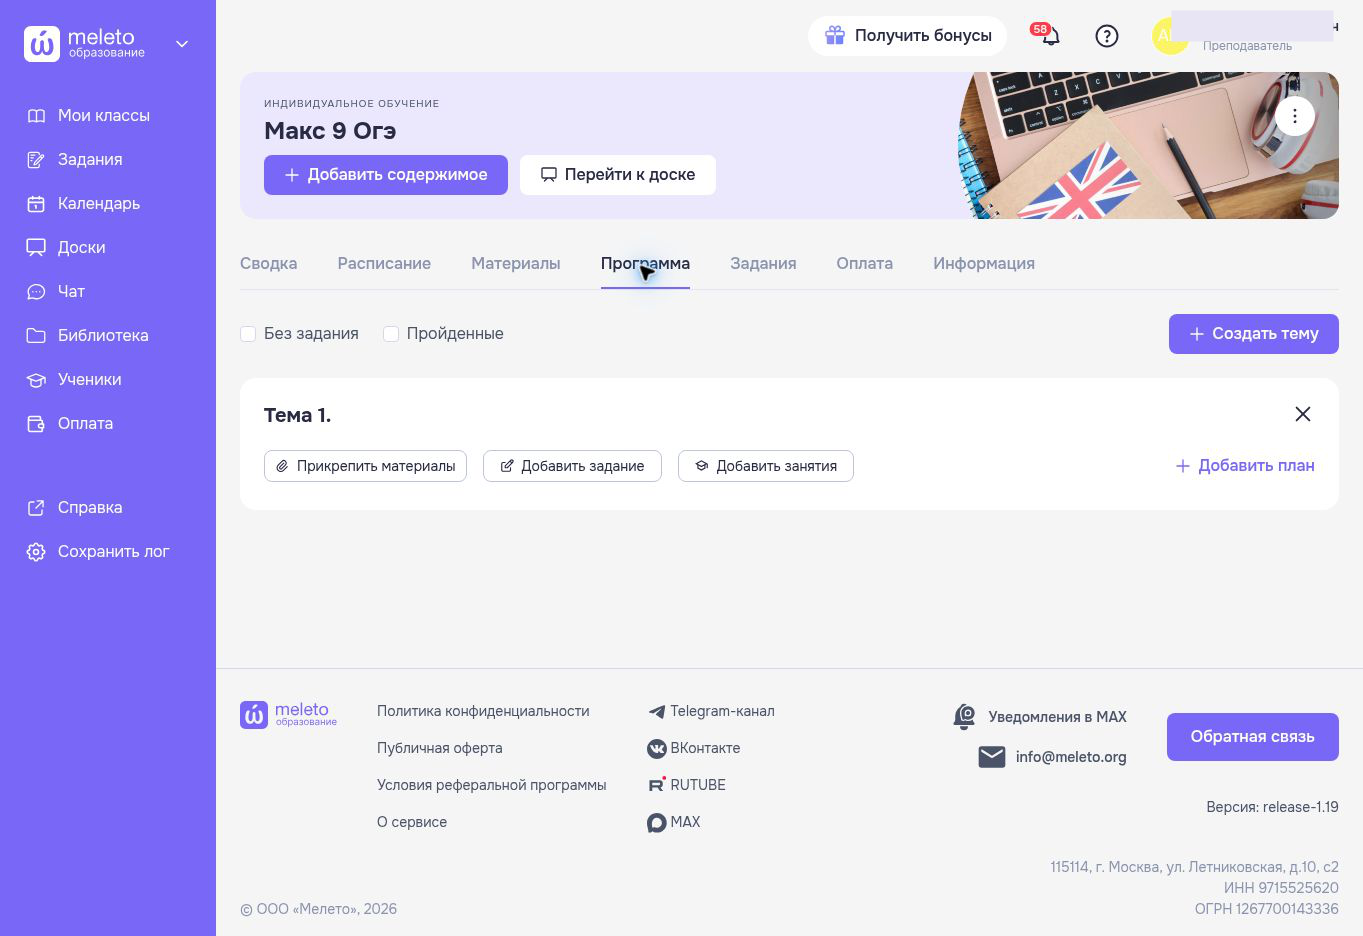 meleto
образование
Мои классы
Задания
Календарь
Доски
Чат
Библиотека
Ученики
Оплата
Справка
Сохранить лог
Получить бонусы
58
Преподаватель
ИНДИВИДУАЛЬНОЕ ОБУЧЕНИЕ
Макс 9 Огэ
Добавить содержимое
Перейти к доске
Сводка
Расписание
Материалы
Программа
Задания
Оплата
Информация
Без задания
Пройденные
Создать тему
Тема 1.
Прикрепить материалы
Добавить задание
Добавить занятия
Добавить план
meleto
образование
Политика конфиденциальности
Публичная оферта
Условия реферальной программы
О сервисе
Telegram-канал
ВКонтакте
RUTUBE
MAX
Уведомления в MAX
info@meleto.org
Обратная связь
Версия: release-1.19
115114, г. Москва, ул. Летниковская, д.10, с2
ИНН 9715525620
ОГРН 1267700143336
© ООО «Мелето», 2026